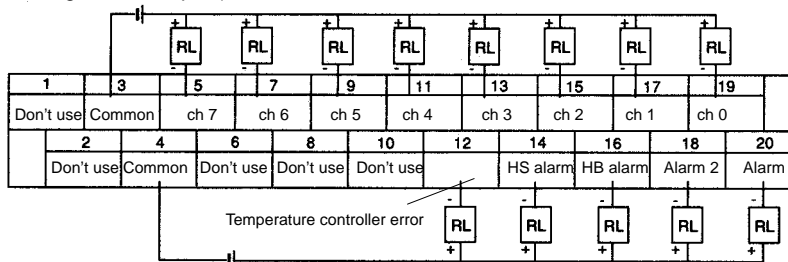 + + + + + + + +
RL RL RL RL RL RL RL RL
- - - - - - - -
1 3 5 7 9 11 13 15 17 19
Don't use Common ch 7 ch 6 ch 5 ch 4 ch 3 ch 2 ch 1 ch 0
2 4 6 8 10 12 14 16 18 20
Don't use Common Don't use Don't use Don't use HS alarm HB alarm Alarm 2 Alarm
Temperature controller error
- - - - -
RL RL RL RL RL
+ + + + +